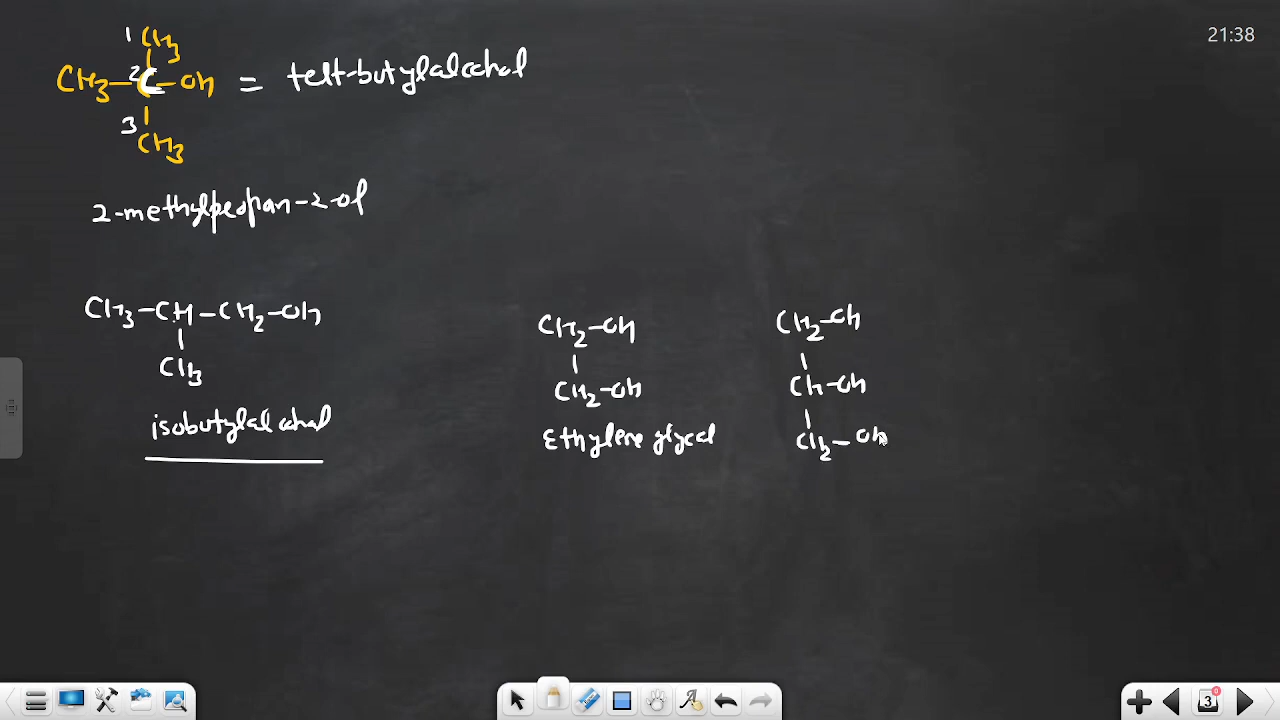 21:38
1 CH3
CH3-2C-OH = tert-butylalcohol
3
CH3
2-methylpropan-2-ol
CH3-CH-CH2-OH
CH3
isobutylalcohol
CH2-OH
CH2-OH
Ethylene glycol
CH2-OH
CH-OH
CH2-OH
3